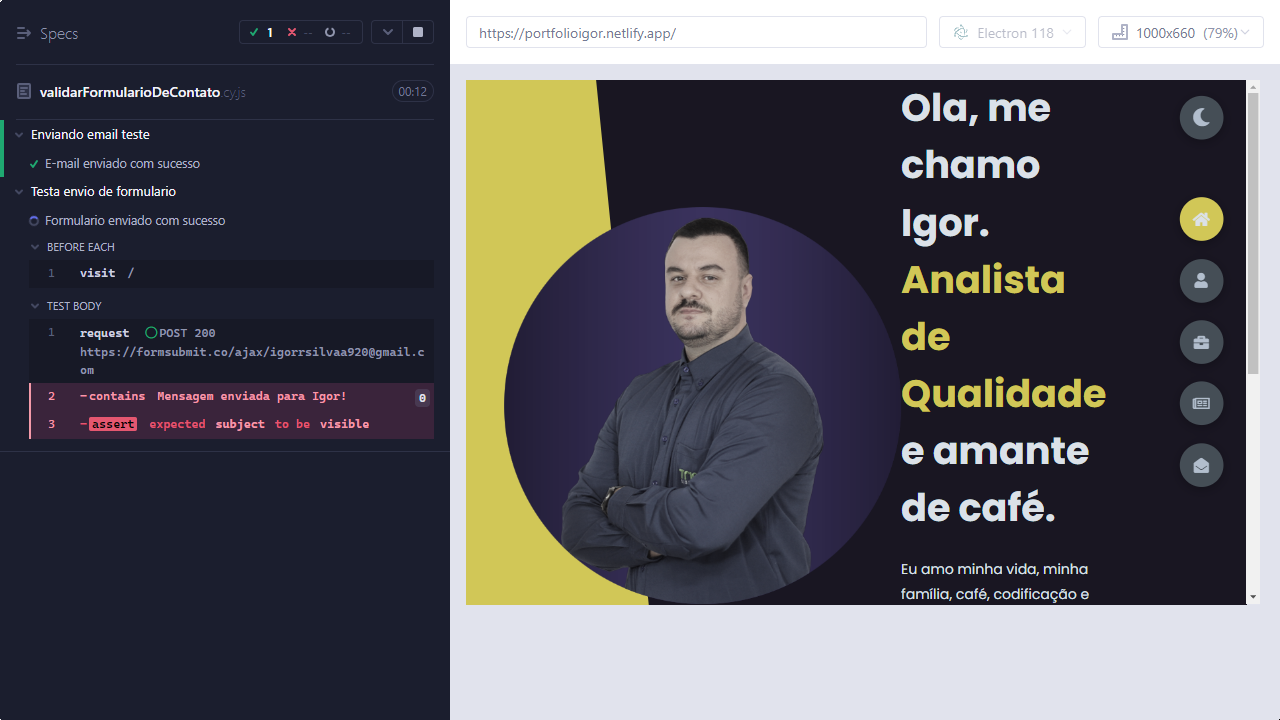 Specs
1
--
--
https://portfolioigor.netlify.app/
Electron 118
1000x660 (79%)
validarFormularioDeContato.cy.js
00:12
Enviando email teste
E-mail enviado com sucesso
Testa envio de formulario
Formulario enviado com sucesso
BEFORE EACH
1 visit /
TEST BODY
1 request POST 200
https://formsubmit.co/ajax/igorrsilvaa920@gmail.c
om
2 -contains Mensagem enviada para Igor! 0
3 -assert expected subject to be visible
Ola, me
chamo
Igor.
Analista
de
Qualidade
e amante
de café.
Eu amo minha vida, minha
família, café, codificação e